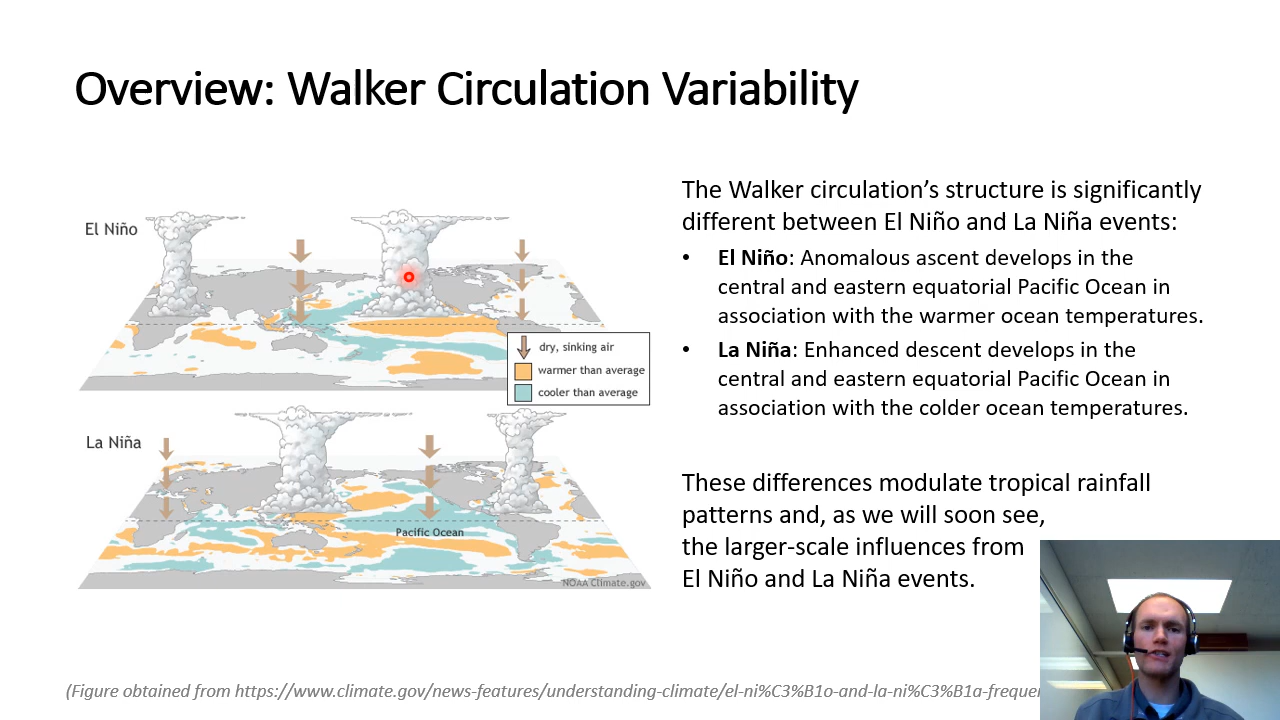 Overview: Walker Circulation Variability
El Niño
dry, sinking air
warmer than average
cooler than average
La Niña
Pacific Ocean
NOAA Climate.gov
The Walker circulation’s structure is significantly
different between El Niño and La Niña events:
• El Niño: Anomalous ascent develops in the
central and eastern equatorial Pacific Ocean in
association with the warmer ocean temperatures.
• La Niña: Enhanced descent develops in the
central and eastern equatorial Pacific Ocean in
association with the colder ocean temperatures.
These differences modulate tropical rainfall
patterns and, as we will soon see,
the larger-scale influences from
El Niño and La Niña events.
(Figure obtained from https://www.climate.gov/news-features/understanding-climate/el-ni%C3%B1o-and-la-ni%C3%B1a-frequen